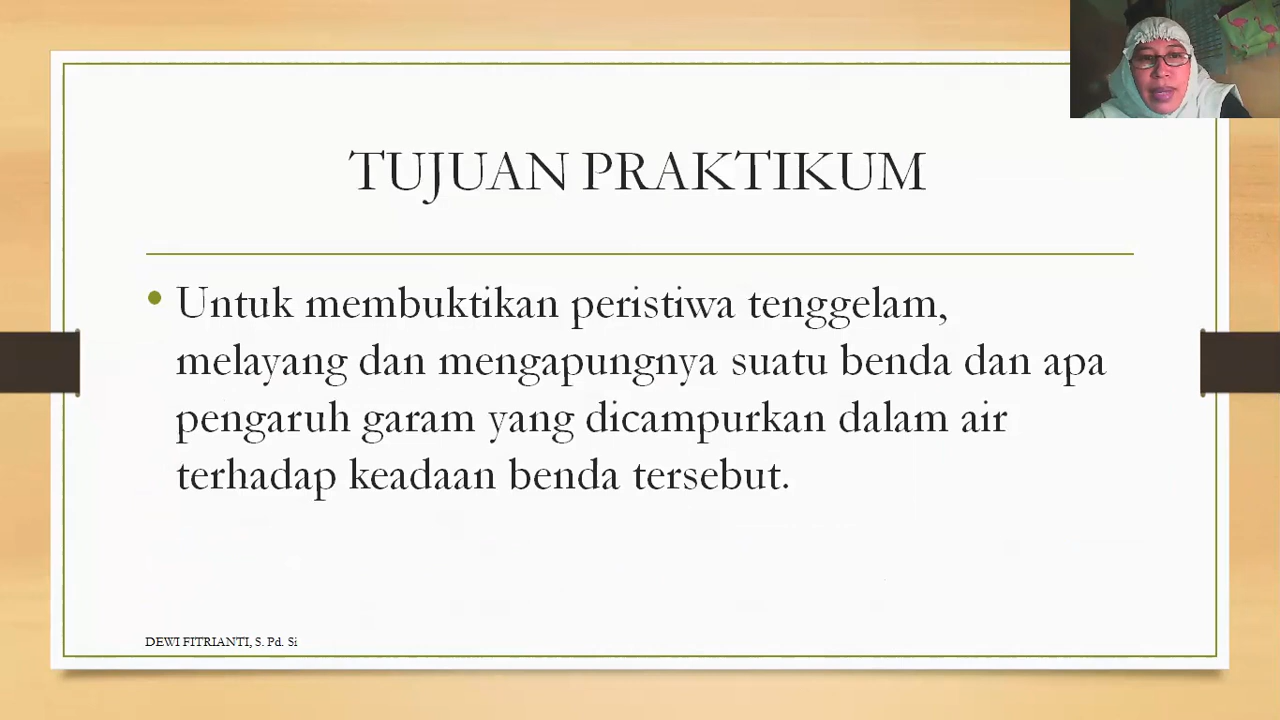 TUJUAN PRAKTIKUM
• Untuk membuktikan peristiwa tenggelam,
melayang dan mengapungnya suatu benda dan apa
pengaruh garam yang dicampurkan dalam air
terhadap keadaan benda tersebut.
DEWI FITRIANTI, S. Pd. Si